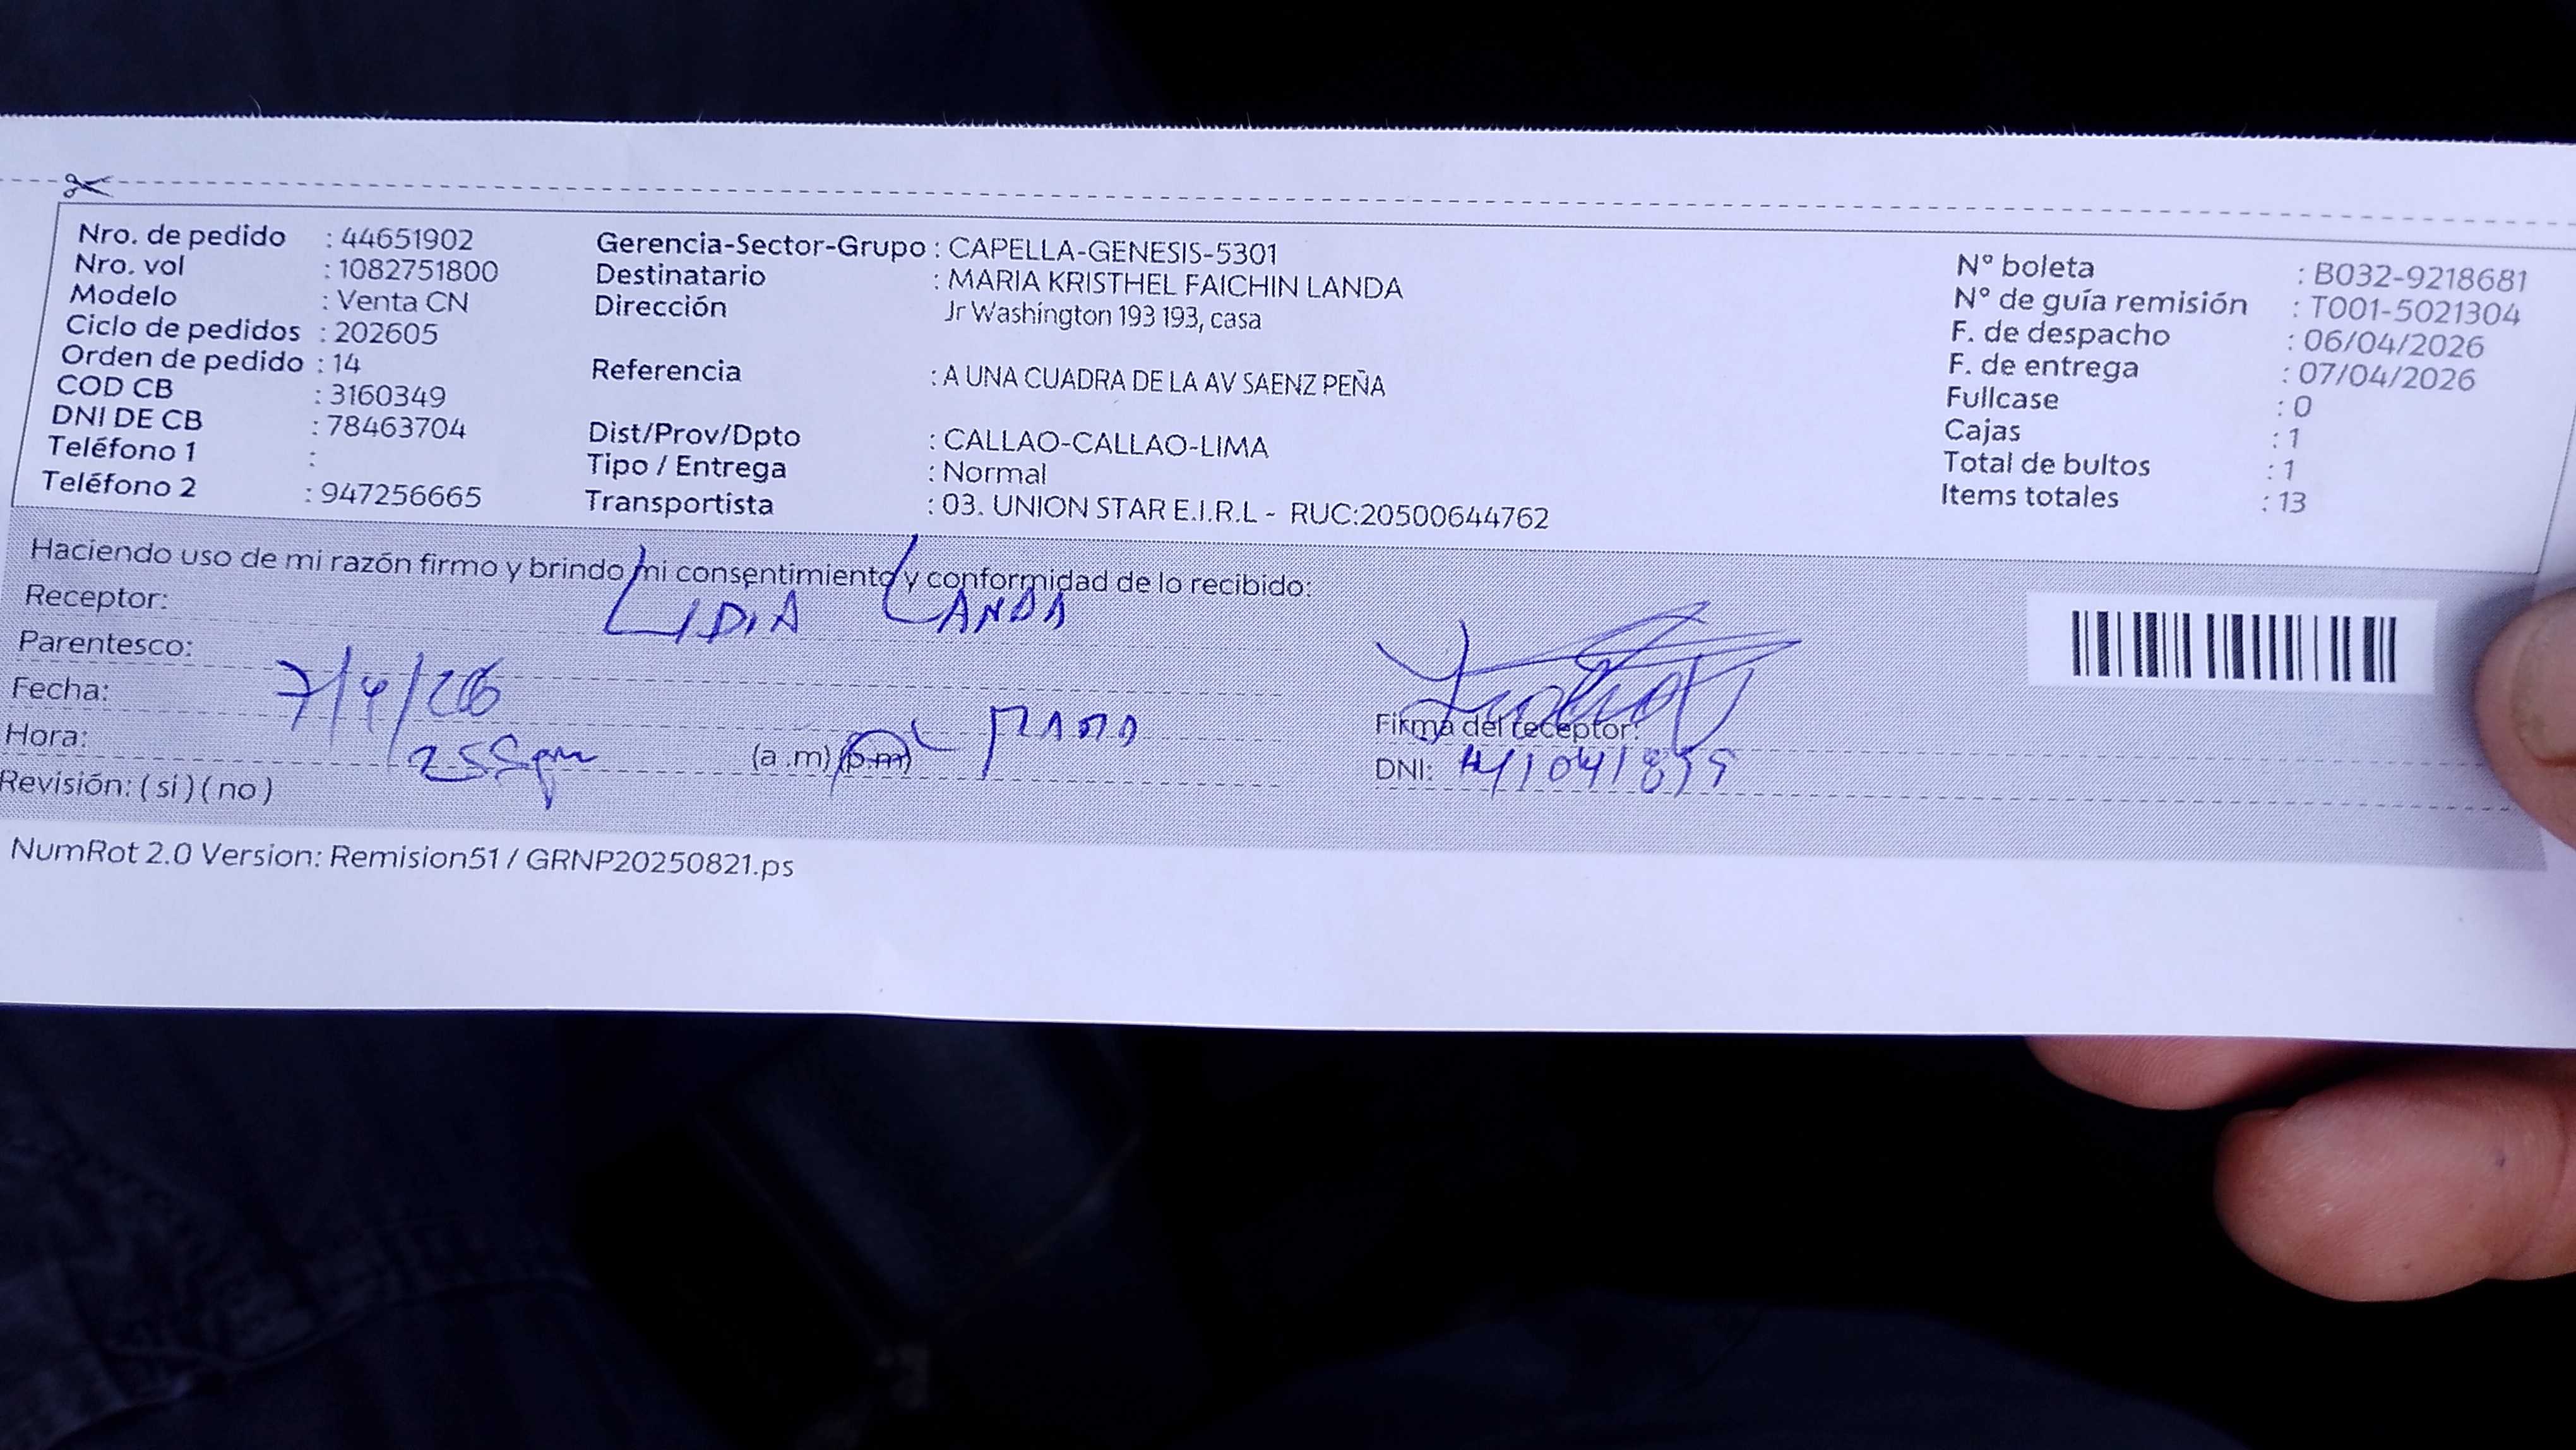 Nro. de pedido : 44651902
Nro. vol : 1082751800
Modelo : Venta CN
Ciclo de pedidos : 202605
Orden de pedido : 14
COD CB : 3160349
DNI DE CB : 78463704
Teléfono 1 :
Teléfono 2 : 947256665
Gerencia-Sector-Grupo : CAPELLA-GENESIS-5301
Destinatario : MARIA KRISTHEL FAICHIN LANDA
Dirección Jr Washington 193 193, casa
Referencia : A UNA CUADRA DE LA AV SAENZ PEÑA
Dist/Prov/Dpto : CALLAO-CALLAO-LIMA
Tipo / Entrega : Normal
Transportista : 03. UNION STAR E.I.R.L - RUC:20500644762
N° boleta : B032-9218681
N° de guía remisión : T001-5021304
F. de despacho : 06/04/2026
F. de entrega : 07/04/2026
Fullcase : 0
Cajas : 1
Total de bultos : 1
Items totales : 13
Haciendo uso de mi razón firmo y brindo mi consentimiento y conformidad de lo recibido:
Receptor: LIDIA LANDA
Parentesco:
Fecha: 7/4/26
Hora: 255pm (a .m) (p.m)
Revisión: ( si ) ( no )
Firma del receptor:
DNI:
NumRot 2.0 Version: Remision51 / GRNP20250821.ps